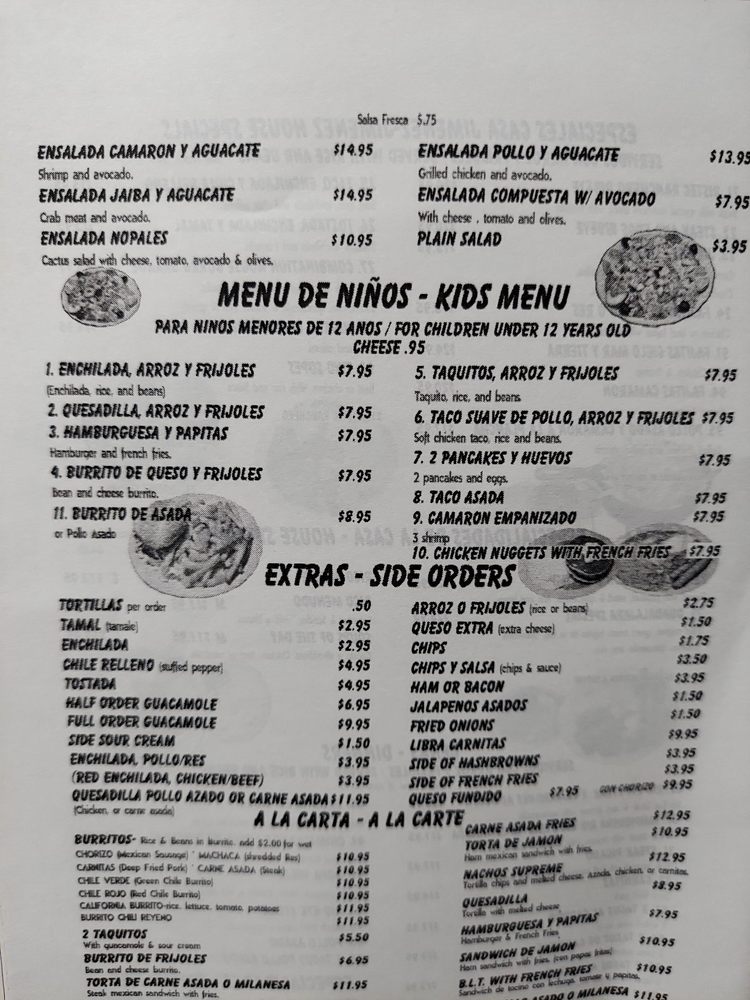 Salsa Fresca $.75
ENSALADA CAMARON Y AGUACATE $14.95
Shrimp and avocado.
ENSALADA JAIBA Y AGUACATE $14.95
Crab meat and avocado.
ENSALADA NOPALES $10.95
Cactus salad with cheese, tomato, avocado & olives.
ENSALADA POLLO Y AGUACATE $13.95
Grilled chicken and avocado.
ENSALADA COMPUESTA W/ AVOCADO $7.95
With cheese , tomato and olives.
PLAIN SALAD $3.95
MENU DE NIÑOS - KIDS MENU
PARA NINOS MENORES DE 12 ANOS / FOR CHILDREN UNDER 12 YEARS OLD
CHEESE .95
1. ENCHILADA, ARROZ Y FRIJOLES $7.95
(Enchilada, rice, and beans)
2. QUESADILLA, ARROZ Y FRIJOLES $7.95
3. HAMBURGUESA Y PAPITAS $7.95
Hamburger and french fries.
4. BURRITO DE QUESO Y FRIJOLES $7.95
Bean and cheese burrito.
11. BURRITO DE ASADA $8.95
or Pollo Asado
5. TAQUITOS, ARROZ Y FRIJOLES $7.95
Taquito, rice, and beans
6. TACO SUAVE DE POLLO, ARROZ Y FRIJOLES $7.95
Soft chicken taco, rice and beans.
7. 2 PANCAKES Y HUEVOS $7.95
2 pancakes and eggs.
8. TACO ASADA $7.95
9. CAMARON EMPANIZADO $7.95
3 shrimp
10. CHICKEN NUGGETS WITH FRENCH FRIES $7.95
EXTRAS - SIDE ORDERS
TORTILLAS per order .50
TAMAL (tamale) $2.95
ENCHILADA $2.95
CHILE RELLENO (stuffed pepper) $4.95
TOSTADA $4.95
HALF ORDER GUACAMOLE $6.95
FULL ORDER GUACAMOLE $9.95
SIDE SOUR CREAM $1.50
ENCHILADA, POLLO/RES $3.95
(RED ENCHILADA, CHICKEN/BEEF) $3.95
QUESADILLA POLLO AZADO OR CARNE ASADA $11.95
(Chicken, or carne asada)
ARROZ O FRIJOLES (rice or beans) $2.75
QUESO EXTRA (extra cheese) $1.50
CHIPS $1.75
CHIPS Y SALSA (chips & sauce) $3.50
HAM OR BACON $3.95
JALAPENOS ASADOS $1.50
FRIED ONIONS $1.50
LIBRA CARNITAS $9.95
SIDE OF HASHBROWNS $3.95
SIDE OF FRENCH FRIES $3.95
QUESO FUNDIDO $7.95 CON CHORIZO $9.95
A LA CARTA - A LA CARTE
BURRITOS- Rice & Beans in burrito, add $2.00 for wet
CHORIZO (Mexican Sausage) * MACHACA (shredded Res) $10.95
CARNITAS (Deep Fried Pork) * CARNE ASADA (Steak) $10.95
CHILE VERDE (Green Chile Burrito) $10.95
CHILE ROJO (Red Chile Burrito) $10.95
CALIFORNIA BURRITO-rice, lettuce, tomato, potatoes $11.95
BURRITO CHILI REYENO $11.95
2 TAQUITOS $5.50
With guacamole & sour cream
BURRITO DE FRIJOLES $6.95
Bean and cheese burrito.
TORTA DE CARNE ASADA O MILANESA $11.95
Steak mexican sandwich with fries.
CARNE ASADA FRIES $12.95
TORTA DE JAMON $10.95
Ham mexican sandwich with fries.
NACHOS SUPREME $12.95
Tortilla chips and melted cheese. Azada, chicken, or carnitas.
QUESADILLA $8.95
Tortilla with melted cheese
HAMBURGUESA Y PAPITAS $7.95
Hamburger & French Fries
SANDWICH DE JAMON $10.95
Ham sandwich with fries. (con papas fritas)
B.L.T. WITH FRENCH FRIES $10.95
Sandwich de tocino con lechuga, tomate y papitas.
ASADO O MILANESA $11.95